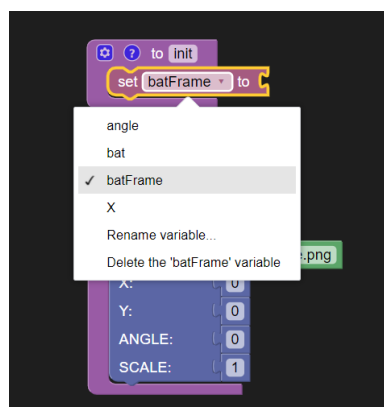 ? to init
set batFrame to
angle
bat
✓ batFrame
X
Rename variable...
Delete the 'batFrame' variable
.png
X: 0
Y: 0
ANGLE: 0
SCALE: 1